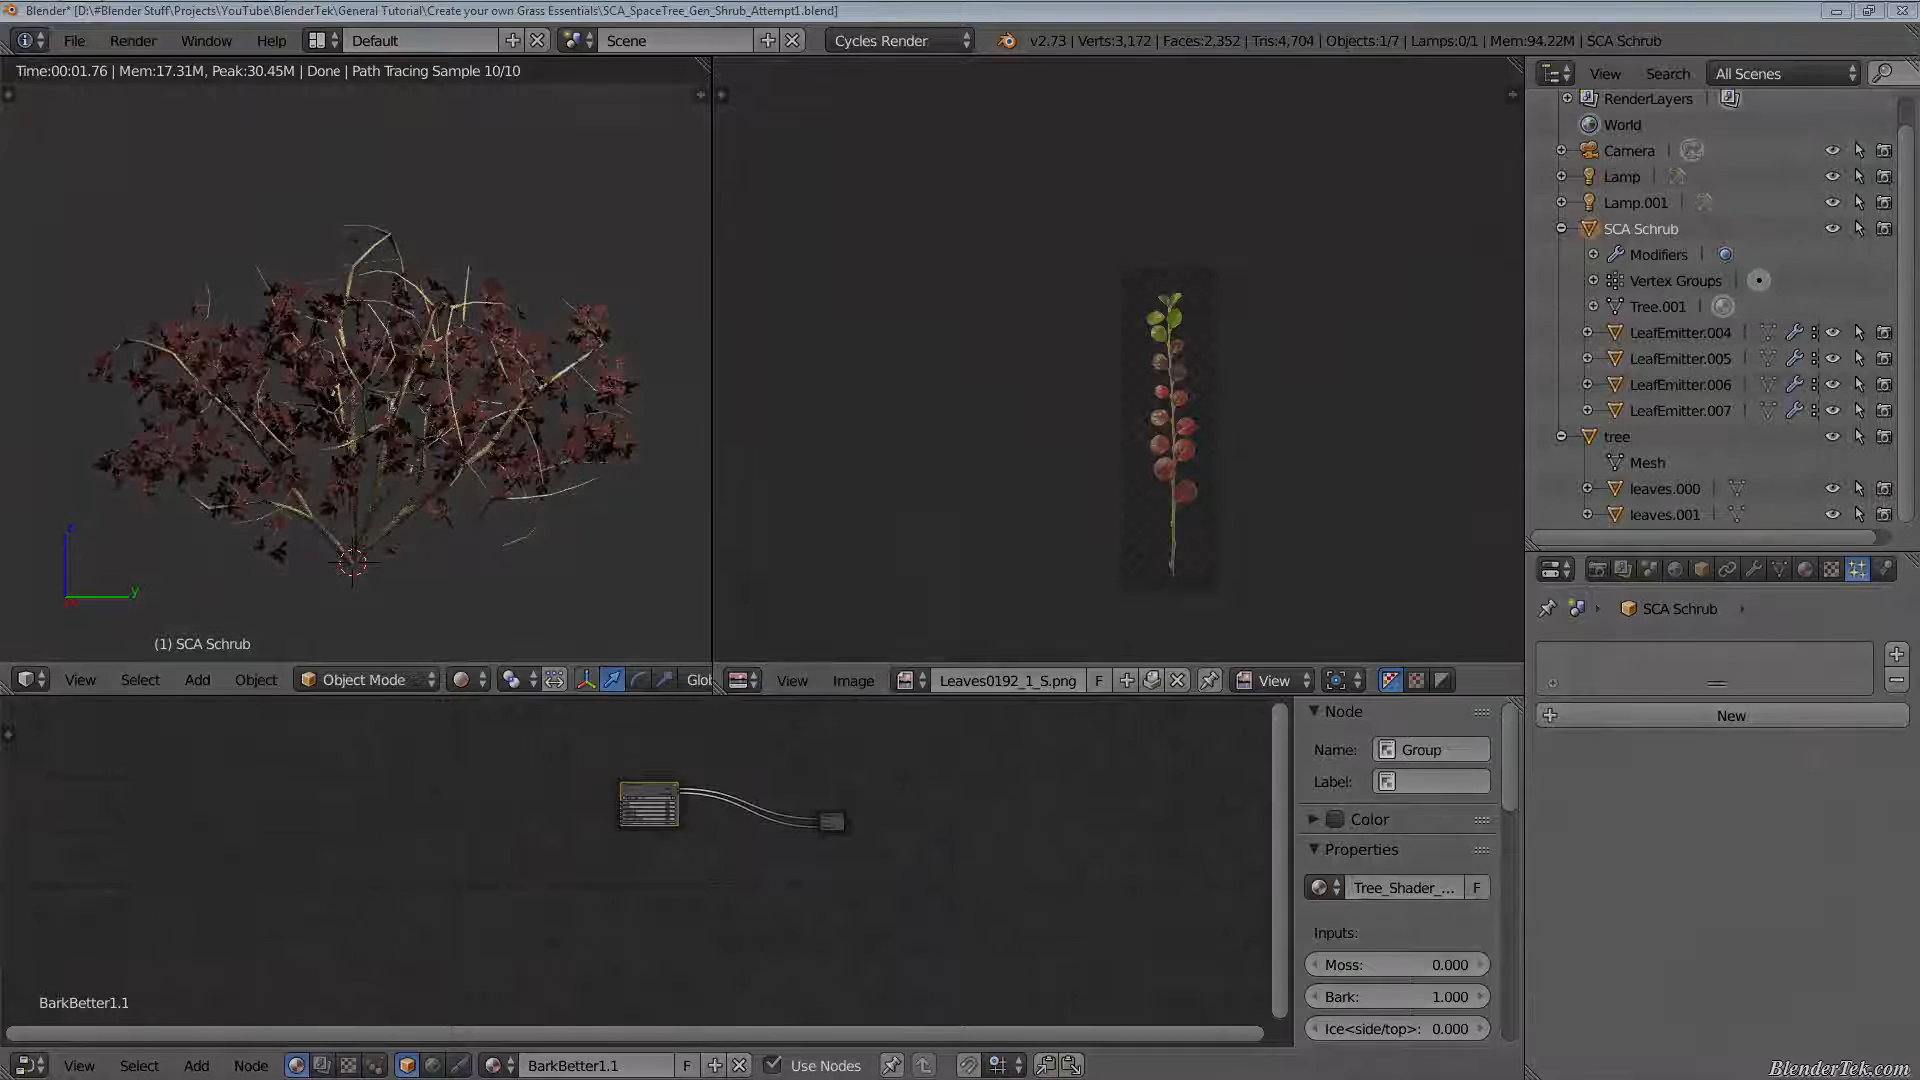 Blender* [D:\#Blender Stuff\Projects\YouTube\BlenderTek\General Tutorial\Create your own Grass Essentials\SCA_SpaceTree_Gen_Shrub_Attempt1.blend]
File Render Window Help Default Scene Cycles Render v2.73 | Verts:3,172 | Faces:2,352 | Tris:4,704 | Objects:1/7 | Lamps:0/1 | Mem:94.22M | SCA Schrub
Time:00:01.76 | Mem:17.31M, Peak:30.45M | Done | Path Tracing Sample 10/10
View Search All Scenes
RenderLayers
World
Camera
Lamp
Lamp.001
SCA Schrub
Modifiers
Vertex Groups
Tree.001
LeafEmitter.004
LeafEmitter.005
LeafEmitter.006
LeafEmitter.007
tree
Mesh
leaves.000
leaves.001
z
y
x
(1) SCA Schrub
View Select Add Object Object Mode Glob
View Image Leaves0192_1_S.png F View
SCA Schrub
New
Node
Name: Group
Label:
Color
Properties
Tree_Shader_... F
Inputs:
Moss: 0.000
Bark: 1.000
Ice<side/top>: 0.000
BarkBetter1.1
View Select Add Node BarkBetter1.1 F Use Nodes
BlenderTek.com